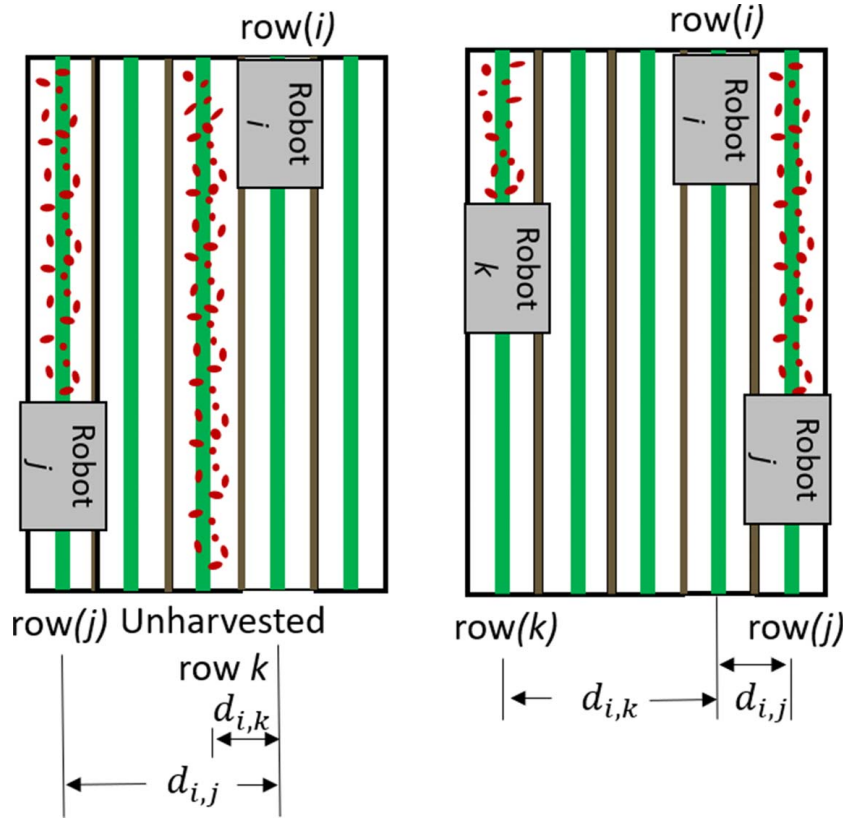 row(i)
Robot
i
Robot
j
row(j) Unharvested
row k
d_{i,k}
d_{i,j}
row(i)
Robot
i
Robot
k
Robot
j
row(k)
row(j)
d_{i,k}
d_{i,j}